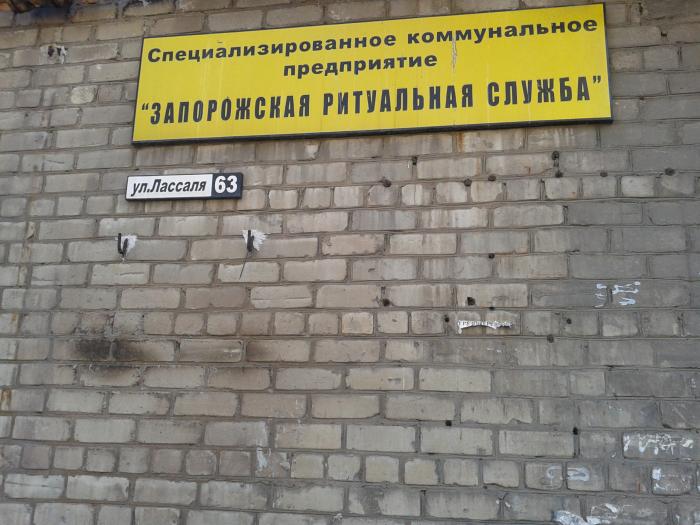 Специализированное коммунальное
предприятие
"ЗАПОРОЖСКАЯ РИТУАЛЬНАЯ СЛУЖБА"
ул.Лассаля 63